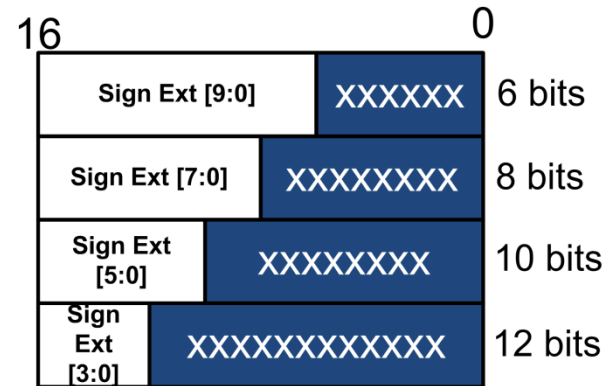 16 0
Sign Ext [9:0] XXXXXX 6 bits
Sign Ext [7:0] XXXXXXXX 8 bits
Sign Ext
[5:0] XXXXXXXX 10 bits
Sign
Ext
[3:0] XXXXXXXXXXXX 12 bits